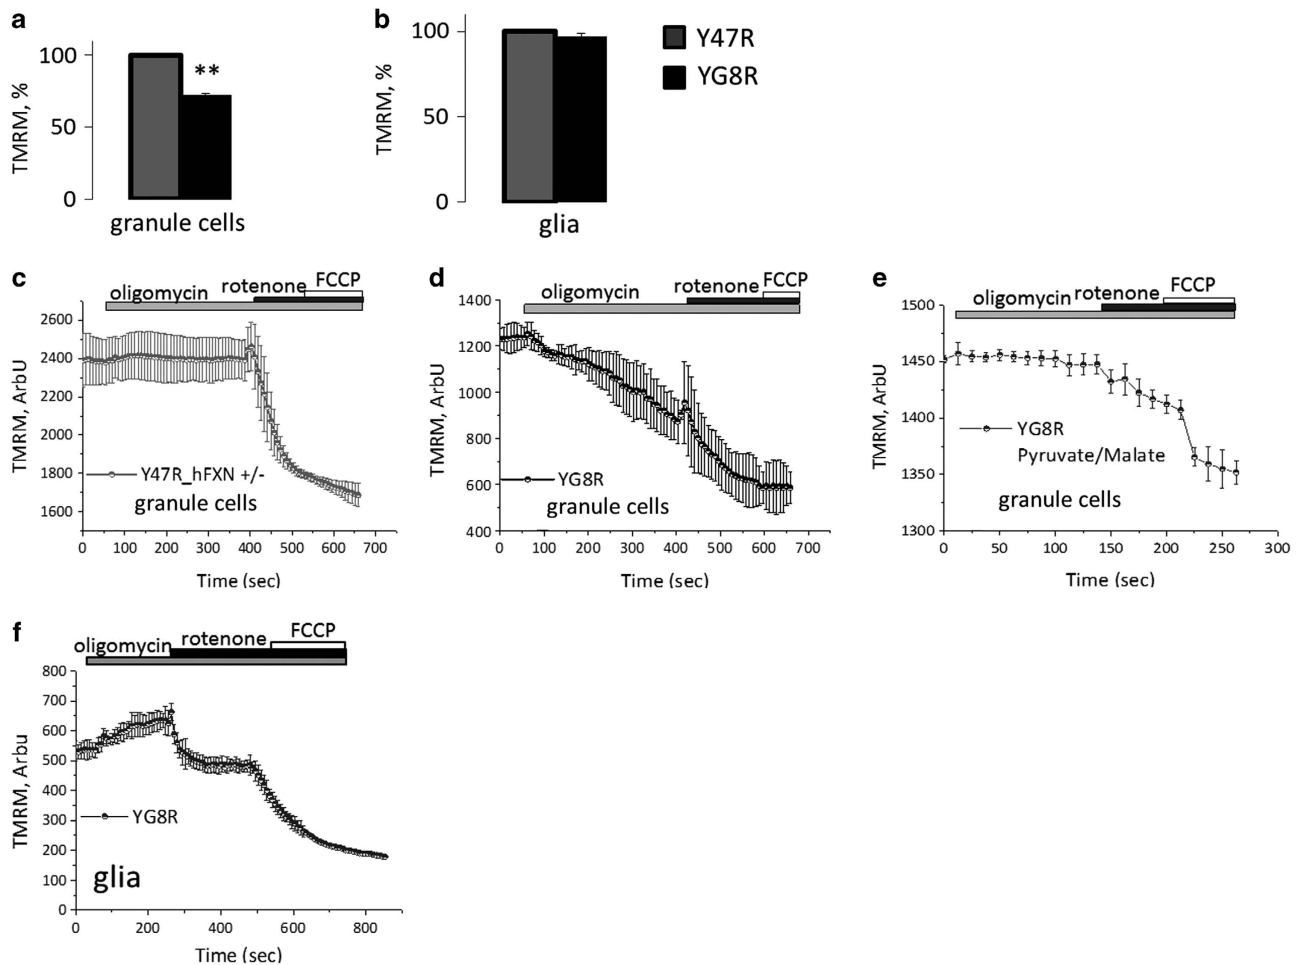 a
TMRM, %
100
50
0
**
granule cells
b
TMRM, %
100
50
0
glia
Y47R
YG8R
c
oligomycin
rotenone
FCCP
TMRM, ArbU
2600
2400
2200
2000
1800
1600
Y47R_hFXN +/-
granule cells
0 100 200 300 400 500 600 700
Time (sec)
d
oligomycin
rotenone
FCCP
TMRM, ArbU
1400
1200
1000
800
600
400
YG8R
granule cells
0 100 200 300 400 500 600 700
Time (sec)
e
oligomycin
rotenone
FCCP
TMRM, ArbU
1500
1450
1400
1350
1300
YG8R
Pyruvate/Malate
granule cells
0 50 100 150 200 250 300
Time (sec)
f
oligomycin
rotenone
FCCP
TMRM, Arbu
800
700
600
500
400
300
200
100
0
YG8R
glia
0 200 400 600 800
Time (sec)